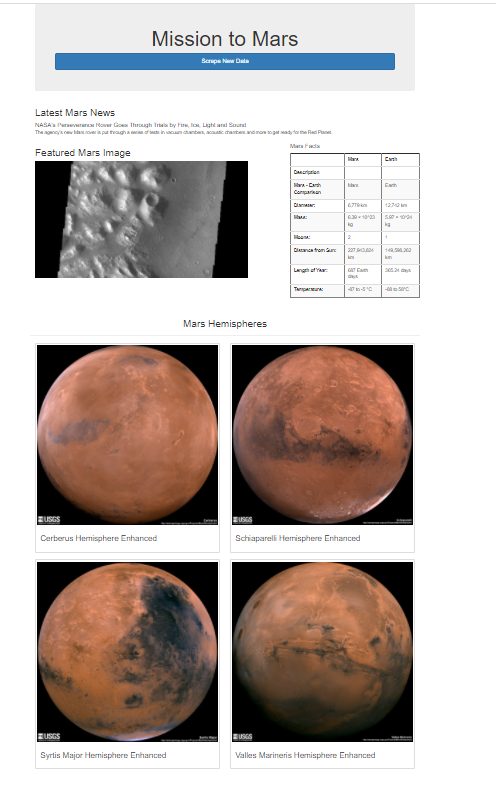 Mission to Mars
Scrape New Data
Latest Mars News
NASA's Perseverance Rover Goes Through Trials by Fire, Ice, Light and Sound
The agency's new Mars rover is put through a series of tests in vacuum chambers, acoustic chambers and more to get ready for the Red Planet.
Featured Mars Image
Mars Facts
Mars Earth
Description
Mars - Earth Comparison Mars Earth
Diameter: 6,779 km 12,742 km
Mass: 6.39 × 10^23 kg 5.97 × 10^24 kg
Moons: 2 1
Distance from Sun: 227,943,824 km 149,598,262 km
Length of Year: 687 Earth days 365.24 days
Temperature: -87 to -5 °C -88 to 58°C
Mars Hemispheres
USGS
USGS
Cerberus Hemisphere Enhanced
Schiaparelli Hemisphere Enhanced
USGS
USGS
Syrtis Major Hemisphere Enhanced
Valles Marineris Hemisphere Enhanced